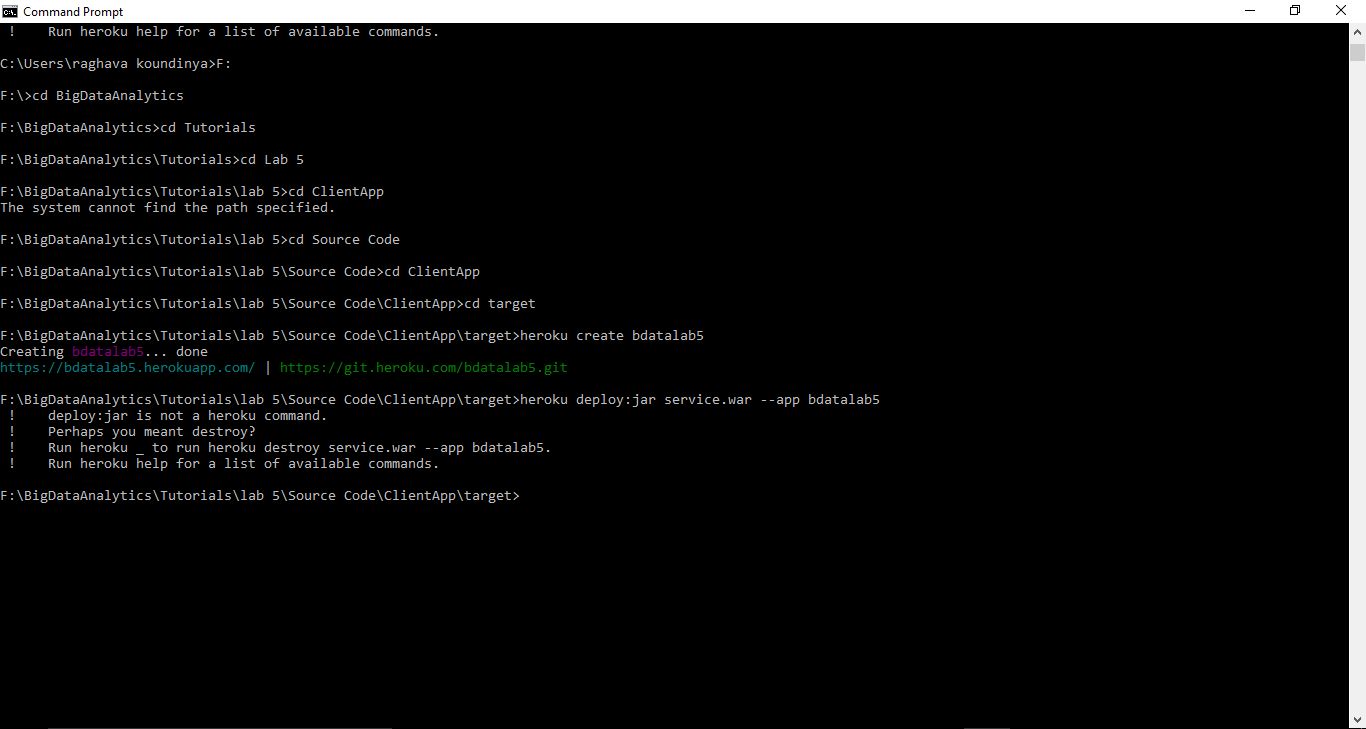 Command Prompt
!    Run heroku help for a list of available commands.
C:\Users\raghava koundinya>F:
F:\>cd BigDataAnalytics
F:\BigDataAnalytics>cd Tutorials
F:\BigDataAnalytics\Tutorials>cd Lab 5
F:\BigDataAnalytics\Tutorials\lab 5>cd ClientApp
The system cannot find the path specified.
F:\BigDataAnalytics\Tutorials\lab 5>cd Source Code
F:\BigDataAnalytics\Tutorials\lab 5\Source Code>cd ClientApp
F:\BigDataAnalytics\Tutorials\lab 5\Source Code\ClientApp>cd target
F:\BigDataAnalytics\Tutorials\lab 5\Source Code\ClientApp\target>heroku create bdatalab5
Creating bdatalab5... done
https://bdatalab5.herokuapp.com/ | https://git.heroku.com/bdatalab5.git
F:\BigDataAnalytics\Tutorials\lab 5\Source Code\ClientApp\target>heroku deploy:jar service.war --app bdatalab5
!    deploy:jar is not a heroku command.
!    Perhaps you meant destroy?
!    Run heroku _ to run heroku destroy service.war --app bdatalab5.
!    Run heroku help for a list of available commands.
F:\BigDataAnalytics\Tutorials\lab 5\Source Code\ClientApp\target>